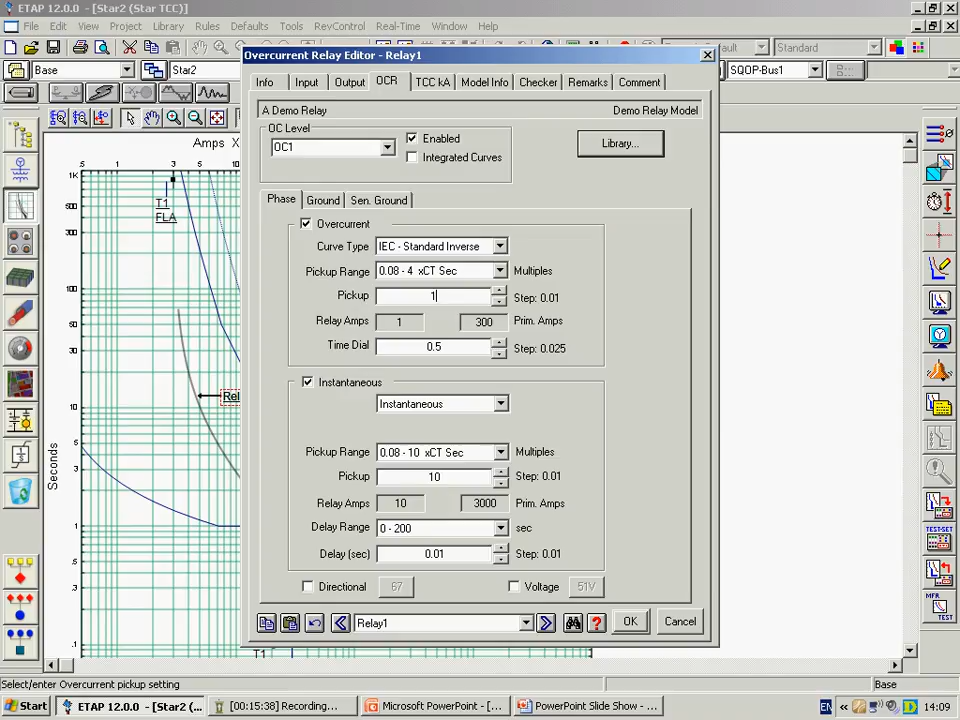 ETAP 12.0.0 - [Star2 (Star TCC)]
File Edit View Project Library Rules Defaults Tools RevControl Real-Time Window Help
Standard
Base
Star2
SQOP-Bus1
Overcurrent Relay Editor - Relay1
Info Input Output OCR TCC kA Model Info Checker Remarks Comment
A Demo Relay Demo Relay Model
OC Level
OC1
Enabled
Integrated Curves
Library...
Phase Ground Sen. Ground
Overcurrent
Curve Type IEC - Standard Inverse
Pickup Range 0.08 - 4 xCT Sec Multiples
Pickup 1 Step: 0.01
Relay Amps 1 300 Prim. Amps
Time Dial 0.5 Step: 0.025
Instantaneous
Instantaneous
Pickup Range 0.08 - 10 xCT Sec Multiples
Pickup 10 Step: 0.01
Relay Amps 10 3000 Prim. Amps
Delay Range 0 - 200 sec
Delay (sec) 0.01 Step: 0.01
Directional 67 Voltage 51V
Relay1 OK Cancel
Amps X
.5 1 3 5 10
1K
500
300
100
50
30
10
5
3
1
.5
.3
.1
Seconds
T1
FLA
Rel
T1
TEST-SET
MFR
TEST
Select/enter Overcurrent pickup setting
Base
Start
ETAP 12.0.0 - [Star2 (...
[00:15:38] Recording...
Microsoft PowerPoint - [...
PowerPoint Slide Show - ...
EN
14:09